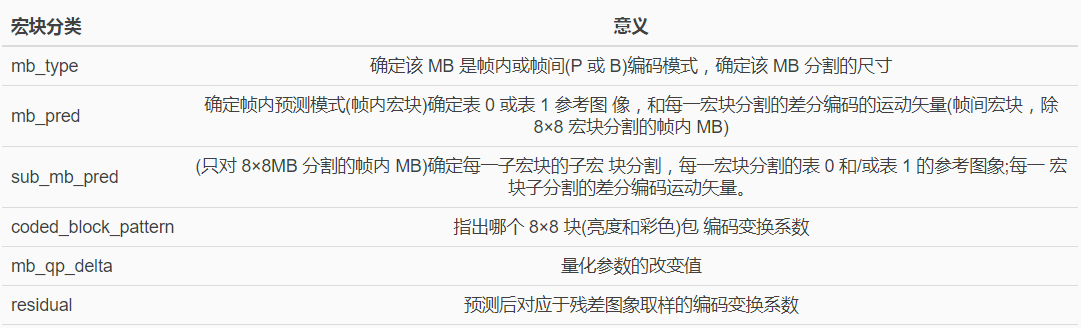 宏块分类 意义
mb_type 确定该 MB 是帧内或帧间(P 或 B)编码模式，确定该 MB 分割的尺寸
mb_pred 确定帧内预测模式(帧内宏块)确定表 0 或表 1 参考图 像，和每一宏块分割的差分编码的运动矢量(帧间宏块，除
8×8 宏块分割的帧内 MB)
sub_mb_pred (只对 8×8MB 分割的帧内 MB)确定每一子宏块的子宏 块分割，每一宏块分割的表 0 和/或表 1 的参考图象;每一 宏
块子分割的差分编码运动矢量。
coded_block_pattern 指出哪个 8×8 块(亮度和彩色)包 编码变换系数
mb_qp_delta 量化参数的改变值
residual 预测后对应于残差图象取样的编码变换系数